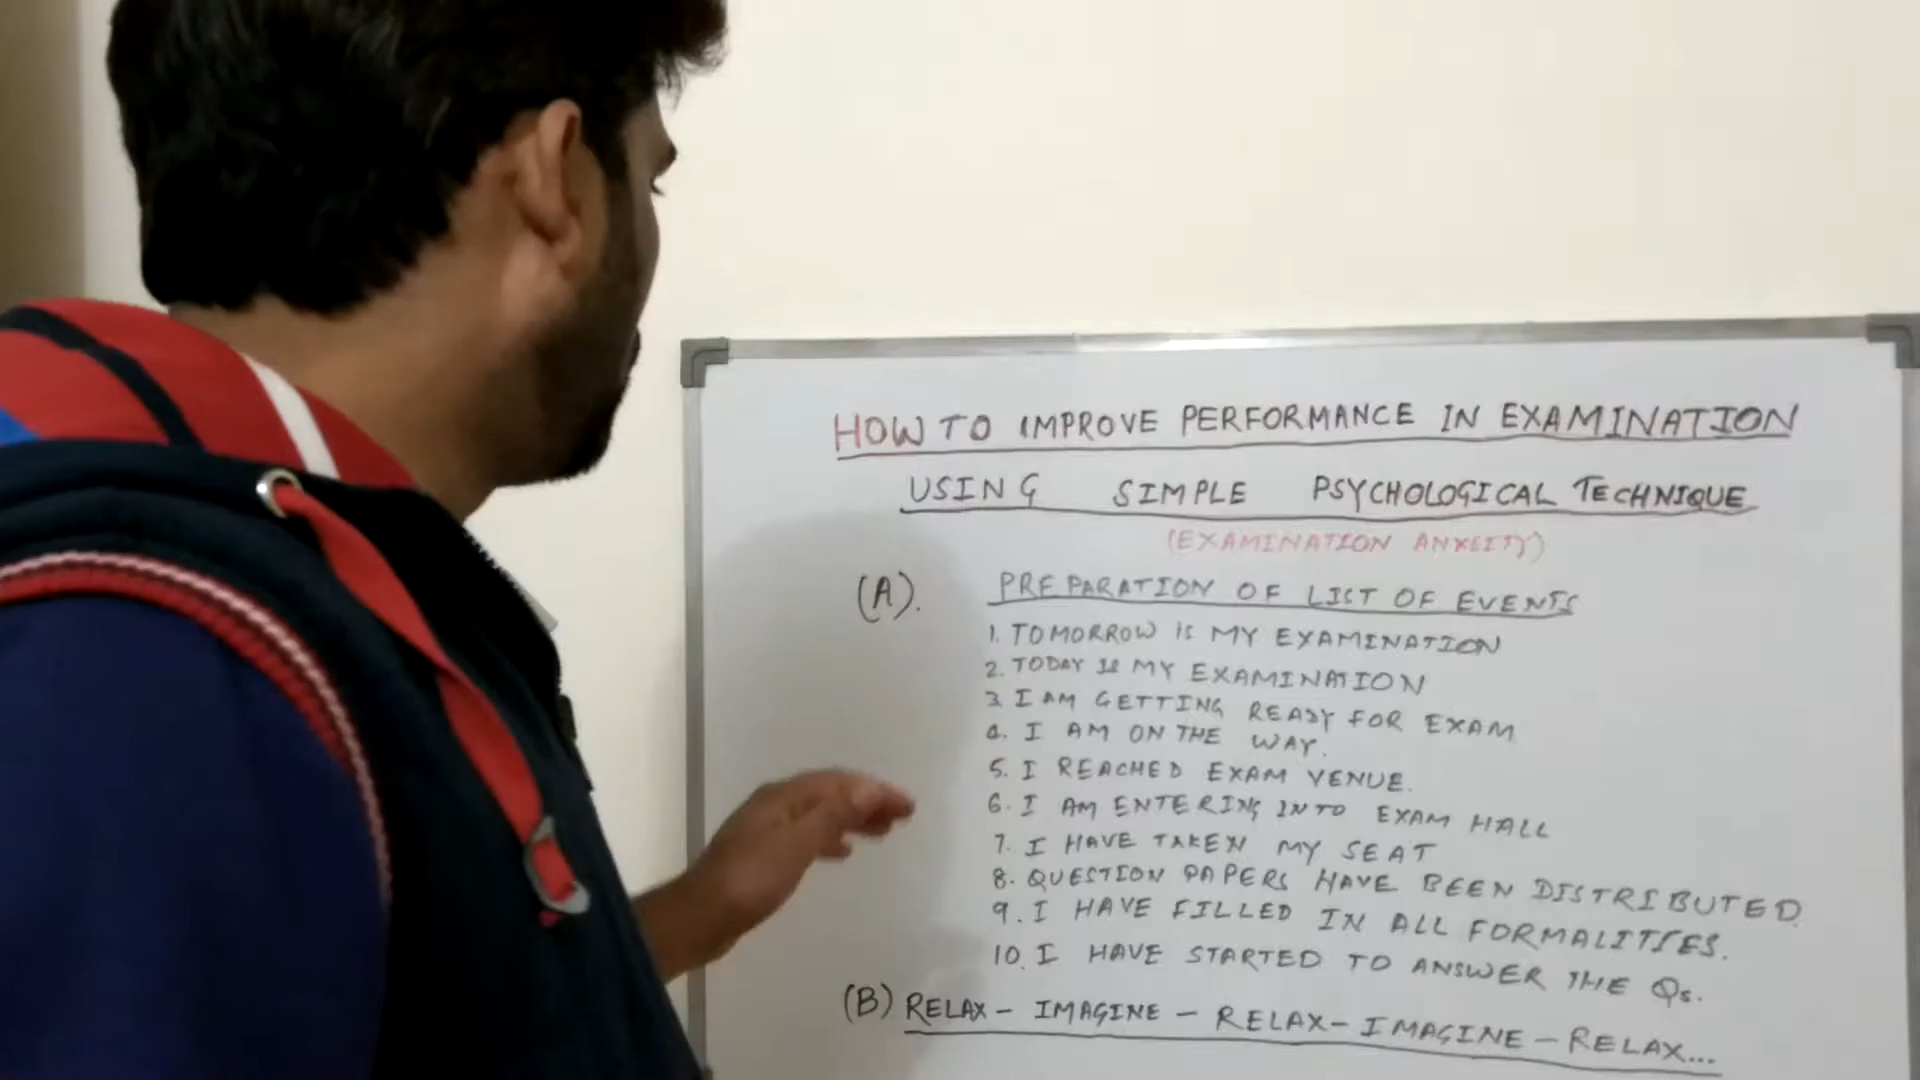 HOW TO IMPROVE PERFORMANCE IN EXAMINATION
USING SIMPLE PSYCHOLOGICAL TECHNIQUE
(EXAMINATION ANXEITY)
(A). PREPARATION OF LIST OF EVENTS
1. TOMORROW is MY EXAMINATION
2. TODAY IS MY EXAMINATION
3 I AM GETTING READY FOR EXAM
4. I AM ON THE WAY.
5. I REACHED EXAM VENUE.
6. I AM ENTERING INTO EXAM HALL
7. I HAVE TAKEN MY SEAT
8. QUESTION PAPERS HAVE BEEN DISTRIBUTED.
9. I HAVE FILLED IN ALL FORMALITIES.
10. I HAVE STARTED TO ANSWER THE Qs.
(B) RELAX - IMAGINE - RELAX - IMAGINE - RELAX...